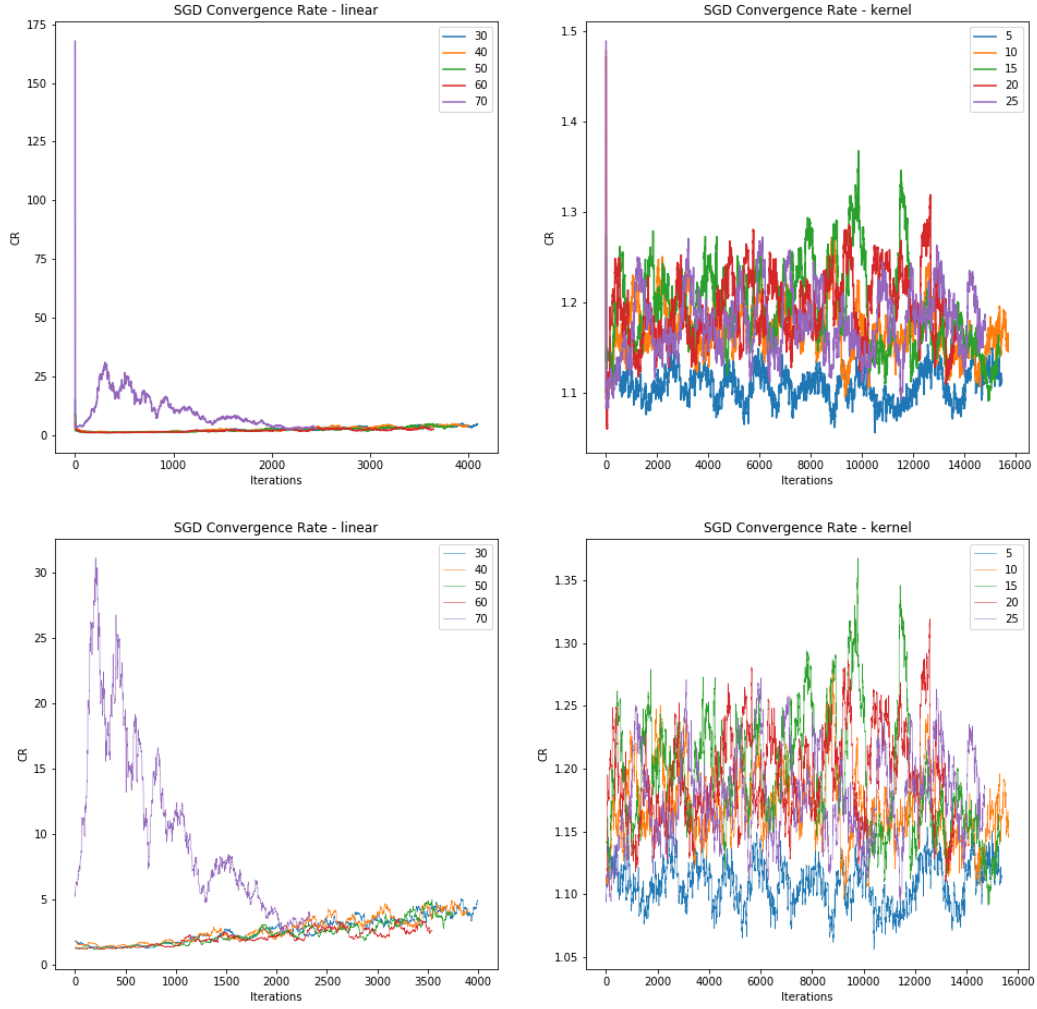 SGD Convergence Rate - linear
175
150
125
100
75
50
25
0
CR
0 1000 2000 3000 4000
Iterations
30
40
50
60
70
SGD Convergence Rate - kernel
1.5
1.4
1.3
1.2
1.1
CR
0 2000 4000 6000 8000 10000 12000 14000 16000
Iterations
5
10
15
20
25
SGD Convergence Rate - linear
30
25
20
15
10
5
0
CR
0 500 1000 1500 2000 2500 3000 3500 4000
Iterations
30
40
50
60
70
SGD Convergence Rate - kernel
1.35
1.30
1.25
1.20
1.15
1.10
1.05
CR
0 2000 4000 6000 8000 10000 12000 14000 16000
Iterations
5
10
15
20
25